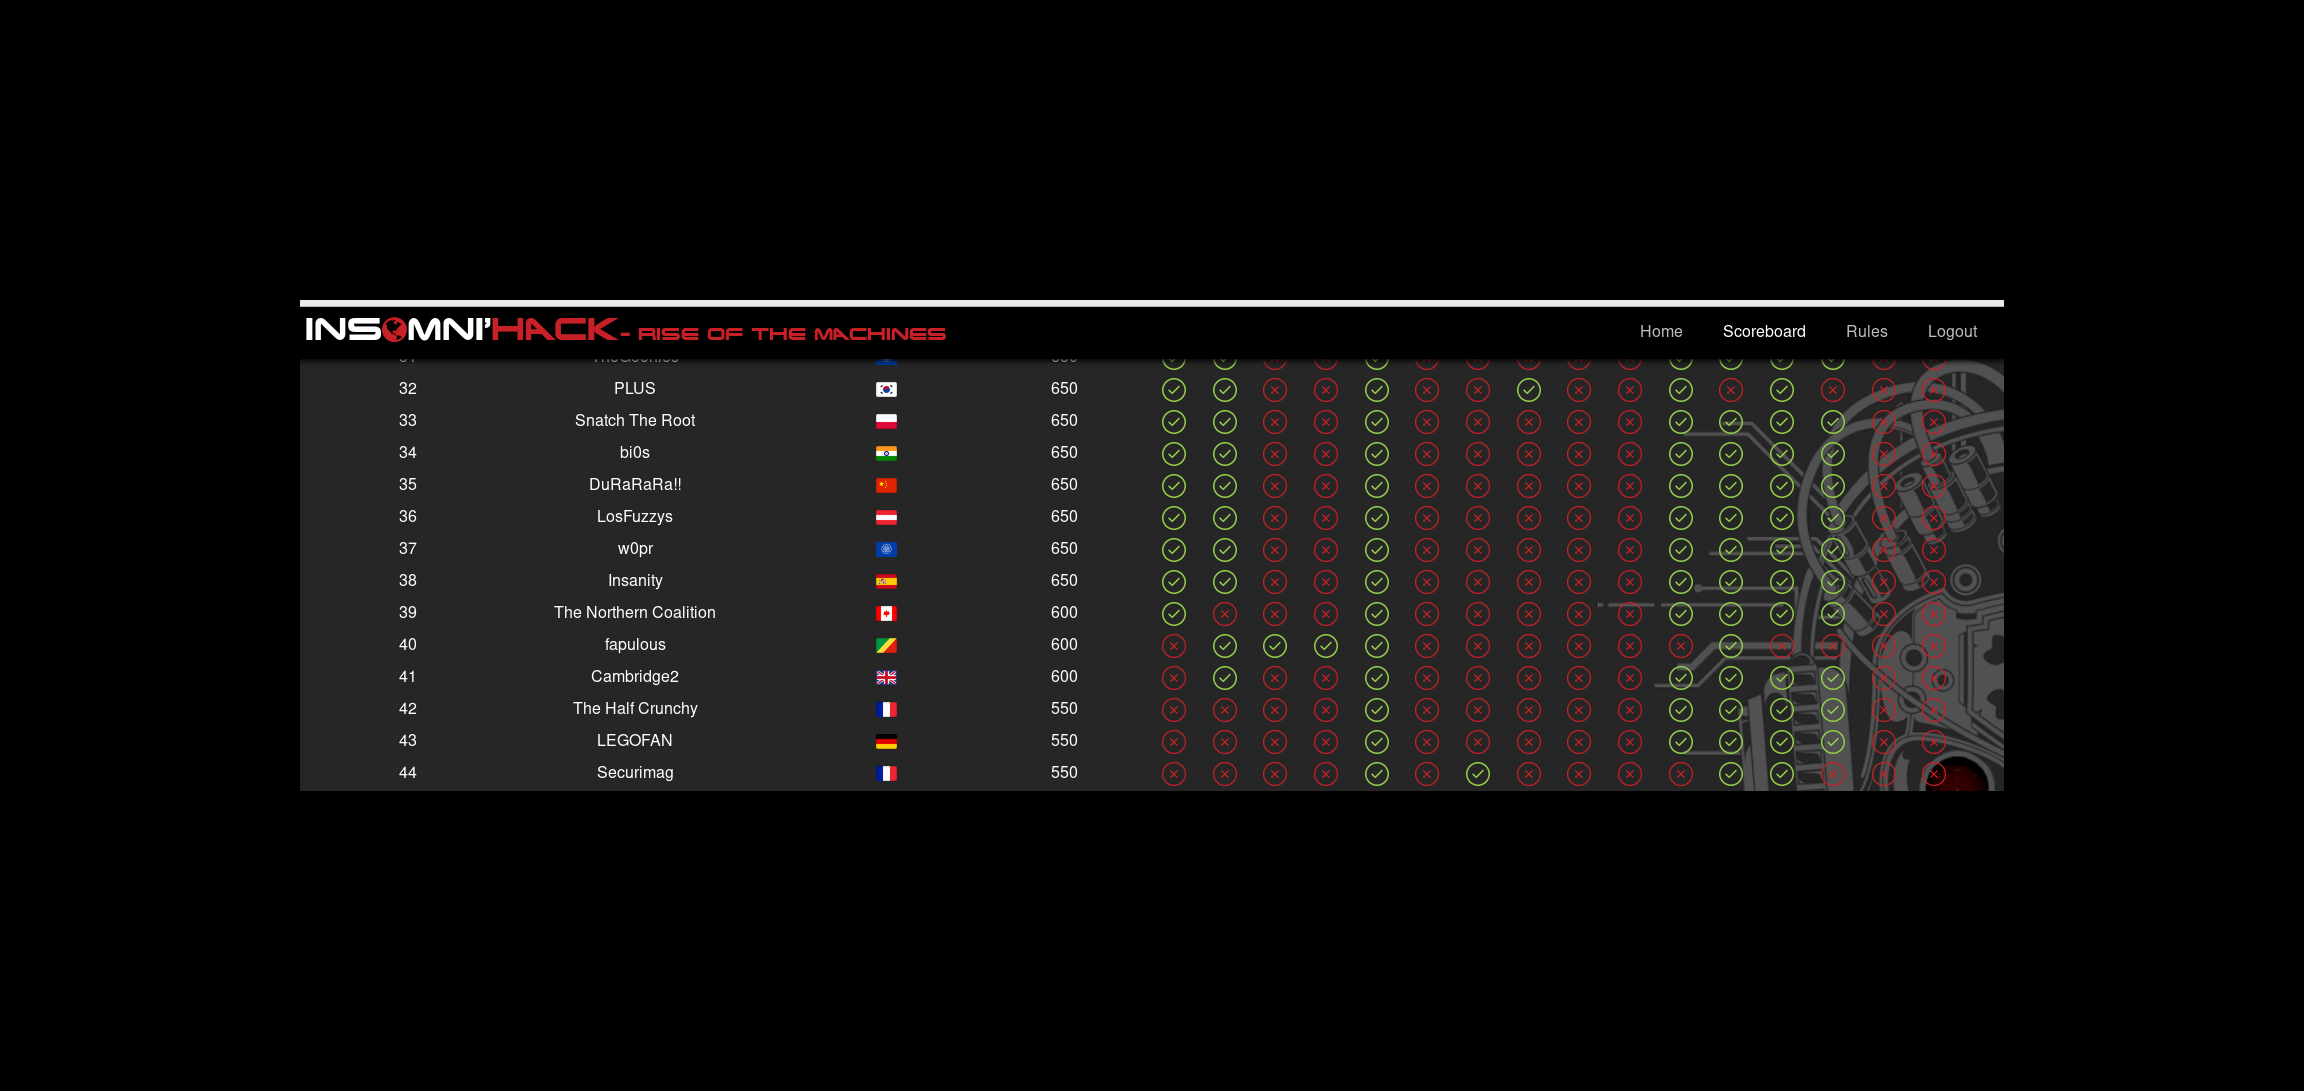 INSOMNI'HACK - RISE OF THE MACHINES Home Scoreboard Rules Logout
32 PLUS 650
33 Snatch The Root 650
34 bi0s 650
35 DuRaRaRa!! 650
36 LosFuzzys 650
37 w0pr 650
38 Insanity 650
39 The Northern Coalition 600
40 fapulous 600
41 Cambridge2 600
42 The Half Crunchy 550
43 LEGOFAN 550
44 Securimag 550